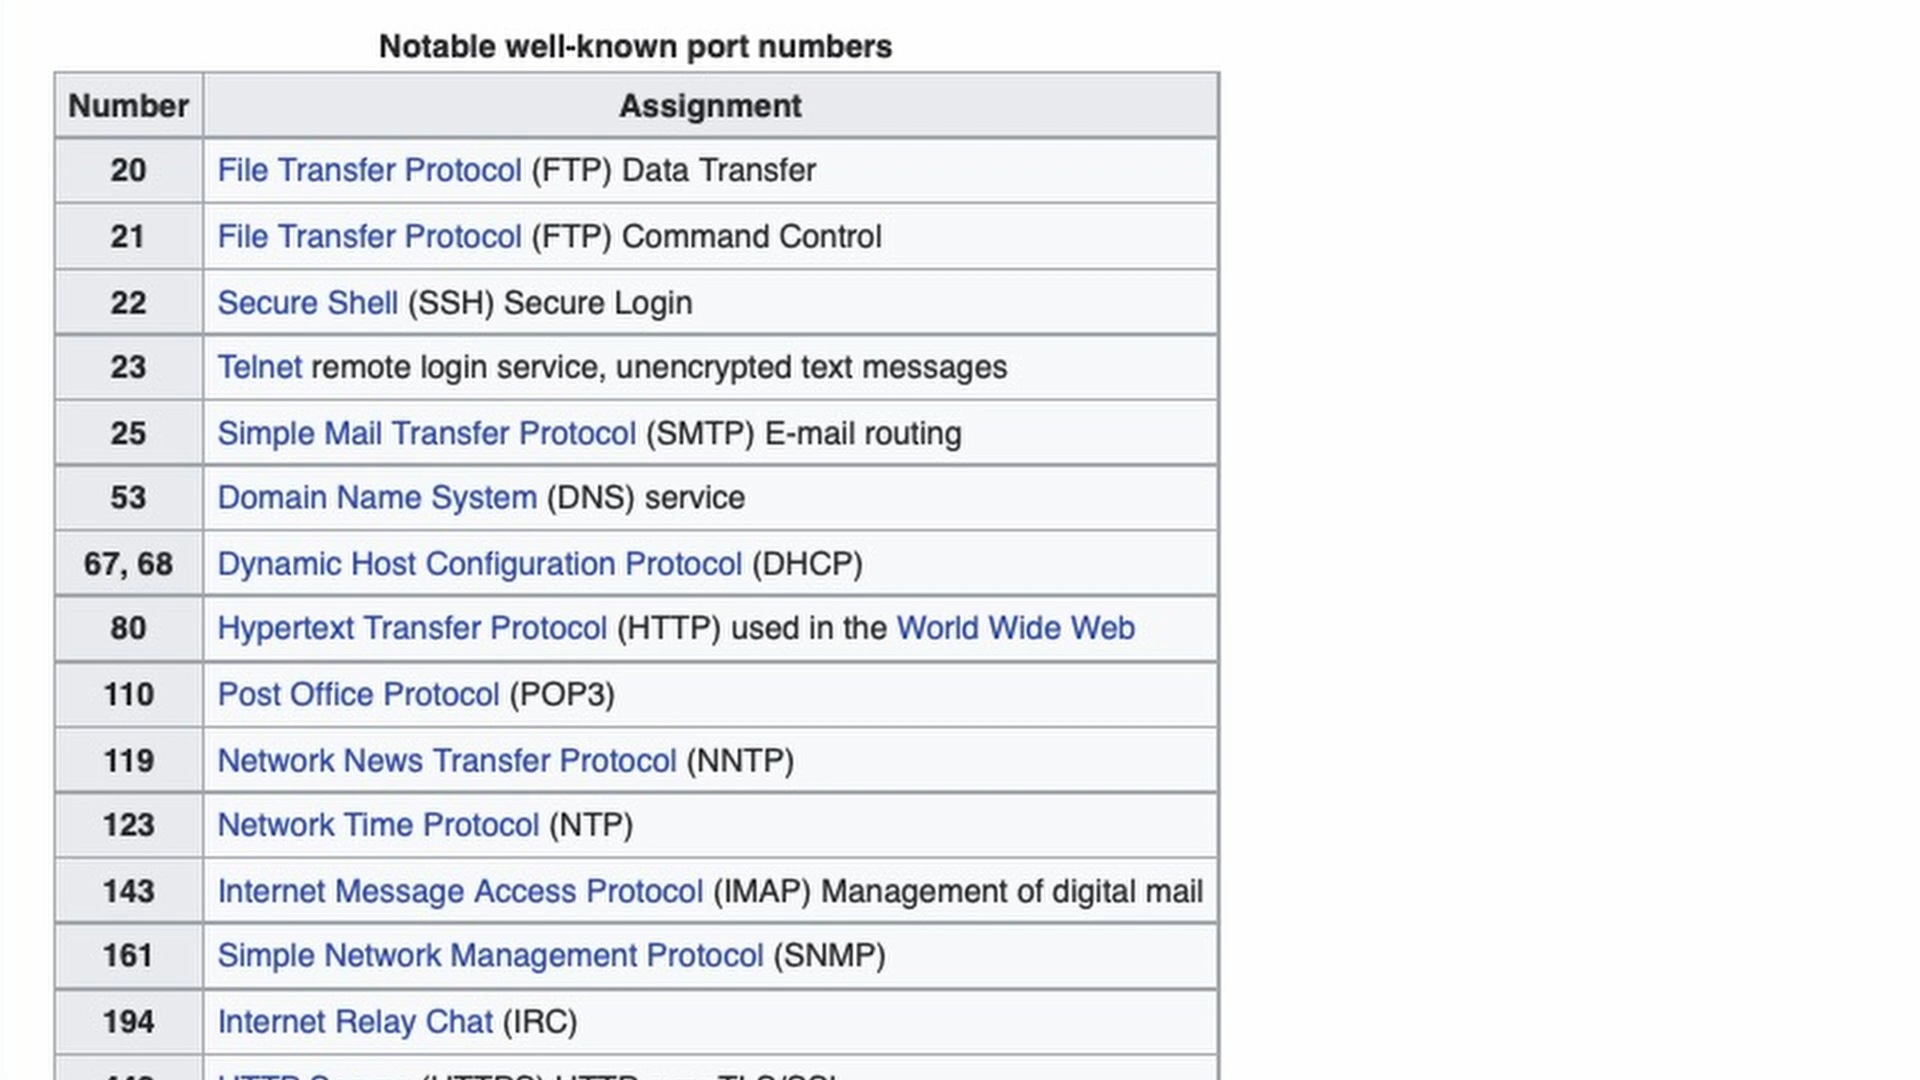 Notable well-known port numbers
Number Assignment
20 File Transfer Protocol (FTP) Data Transfer
21 File Transfer Protocol (FTP) Command Control
22 Secure Shell (SSH) Secure Login
23 Telnet remote login service, unencrypted text messages
25 Simple Mail Transfer Protocol (SMTP) E-mail routing
53 Domain Name System (DNS) service
67, 68 Dynamic Host Configuration Protocol (DHCP)
80 Hypertext Transfer Protocol (HTTP) used in the World Wide Web
110 Post Office Protocol (POP3)
119 Network News Transfer Protocol (NNTP)
123 Network Time Protocol (NTP)
143 Internet Message Access Protocol (IMAP) Management of digital mail
161 Simple Network Management Protocol (SNMP)
194 Internet Relay Chat (IRC)